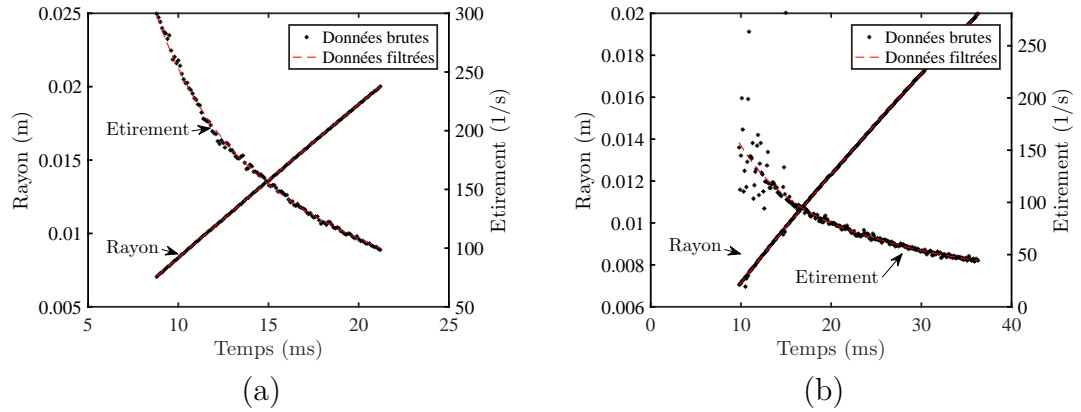 0.025
0.02
0.015
0.01
0.005
Rayon (m)
300
250
200
150
100
50
Etirement (1/s)
Données brutes
Données filtrées
Etirement
Rayon
5
10
15
20
25
Temps (ms)
(a)
0.02
0.018
0.016
0.014
0.012
0.01
0.008
0.006
Rayon (m)
250
200
150
100
50
0
Etirement (1/s)
Données brutes
Données filtrées
Rayon
Etirement
0
10
20
30
40
Temps (ms)
(b)